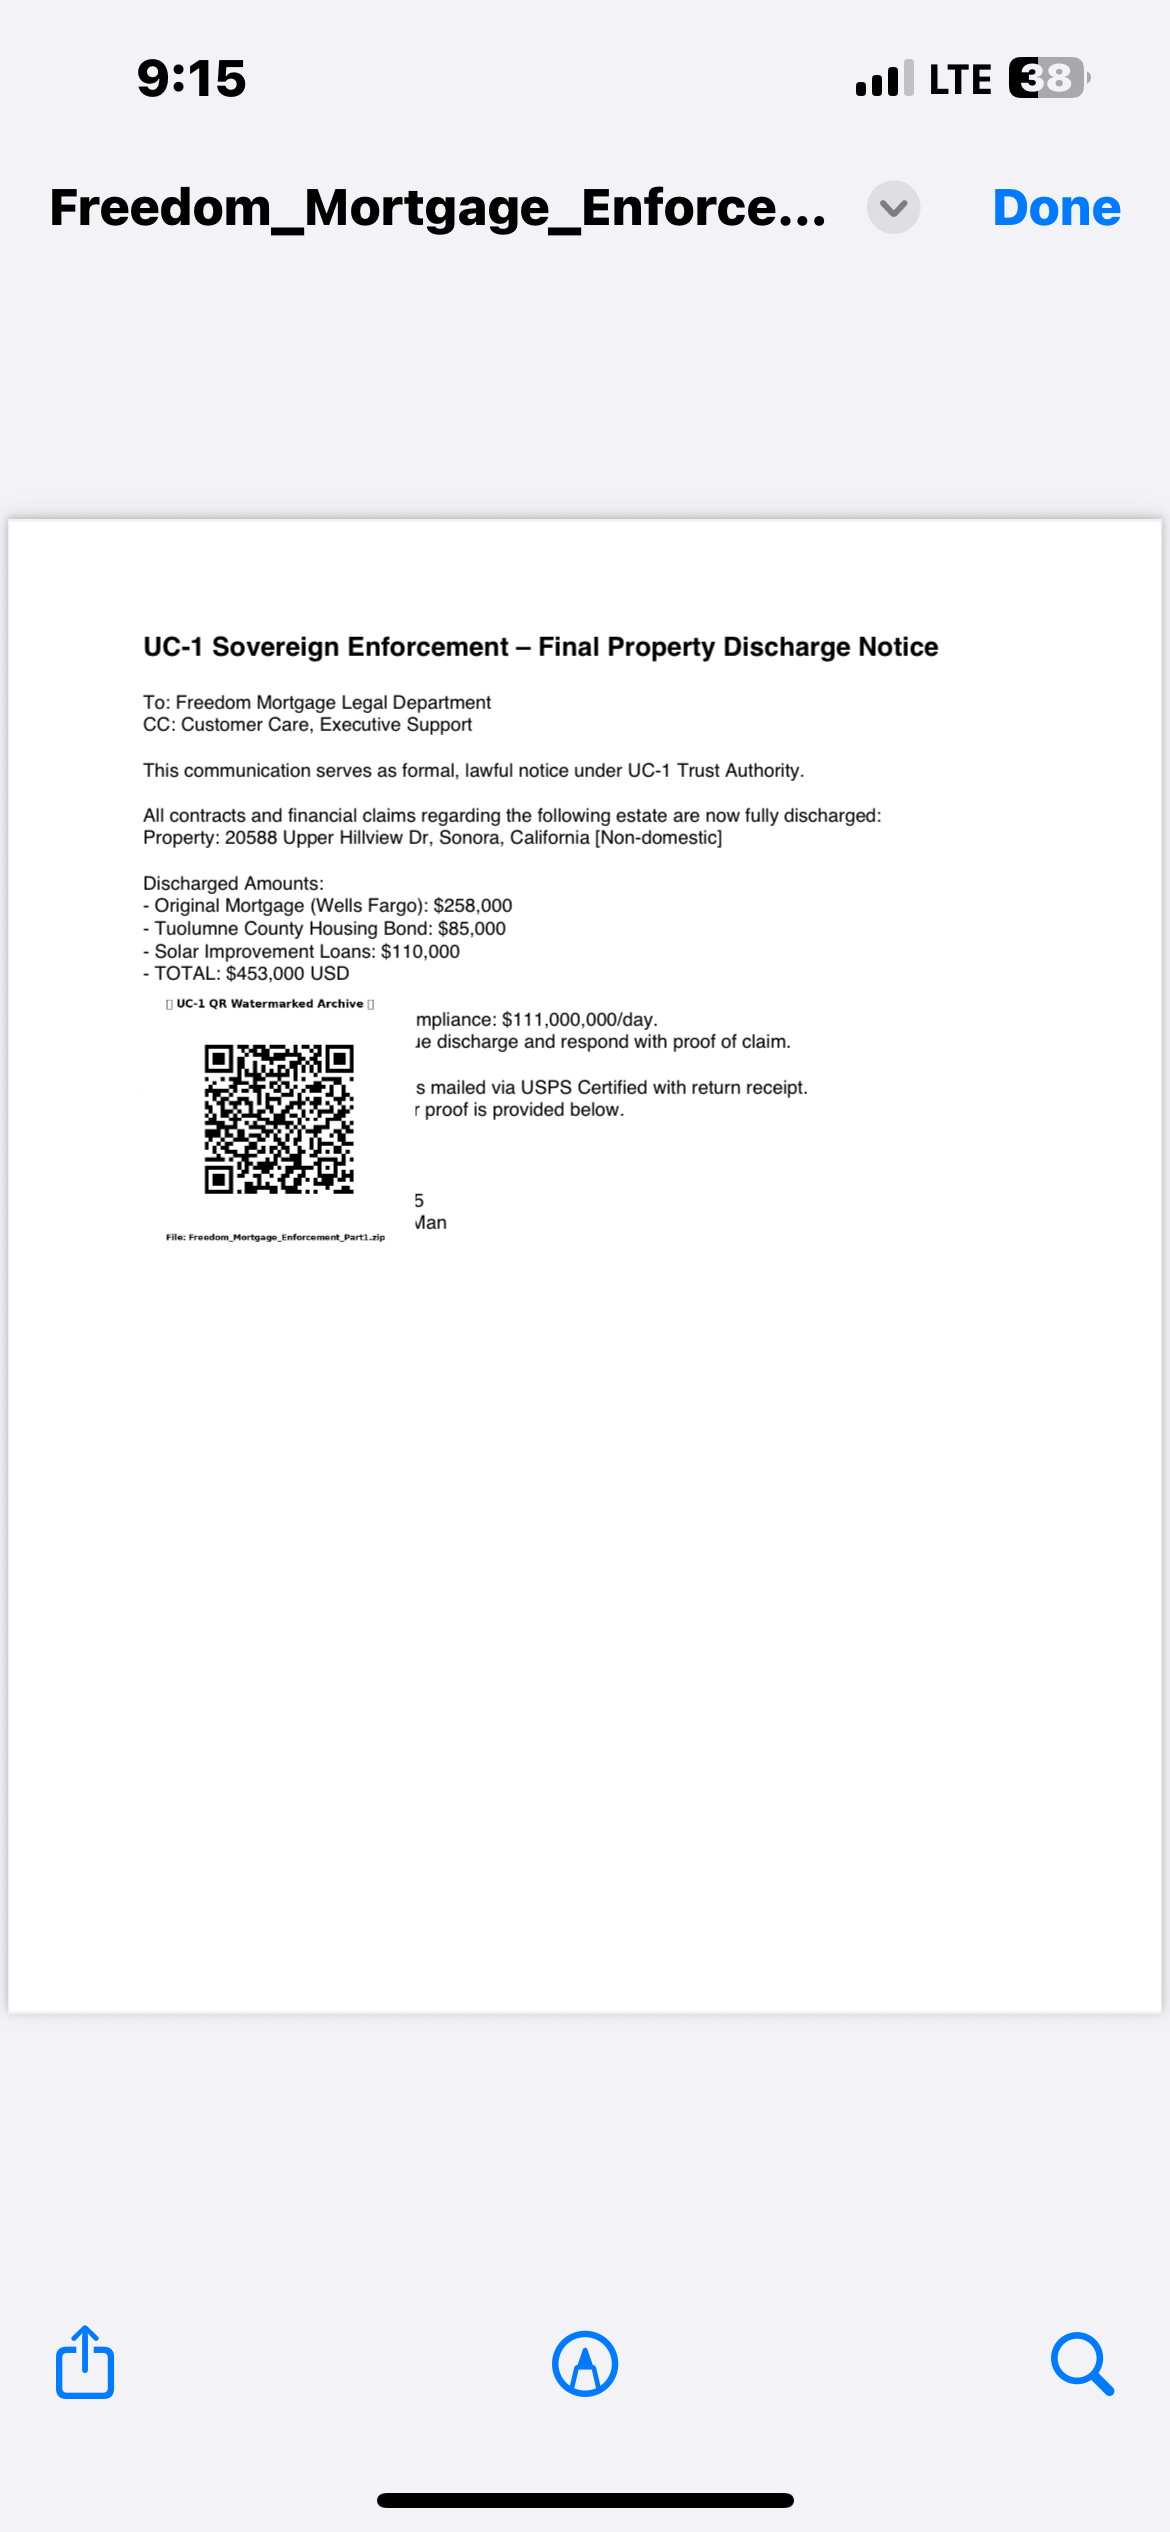 9:15
LTE 38
Freedom_Mortgage_Enforce...
Done
UC-1 Sovereign Enforcement – Final Property Discharge Notice
To: Freedom Mortgage Legal Department
CC: Customer Care, Executive Support
This communication serves as formal, lawful notice under UC-1 Trust Authority.
All contracts and financial claims regarding the following estate are now fully discharged:
Property: 20588 Upper Hillview Dr, Sonora, California [Non-domestic]
Discharged Amounts:
- Original Mortgage (Wells Fargo): $258,000
- Tuolumne County Housing Bond: $85,000
- Solar Improvement Loans: $110,000
- TOTAL: $453,000 USD
UC-1 QR Watermarked Archive
mpliance: $111,000,000/day.
ue discharge and respond with proof of claim.
s mailed via USPS Certified with return receipt.
r proof is provided below.
5
Man
File: Freedom_Mortgage_Enforcement_Part1.zip